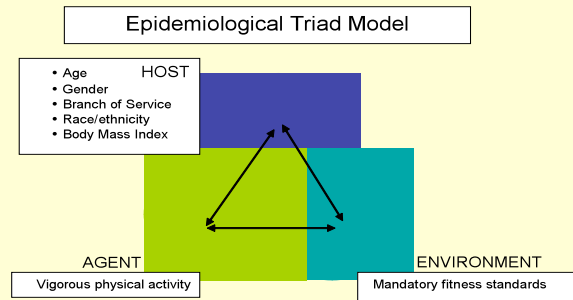 Epidemiological Triad Model
HOST
• Age
• Gender
• Branch of Service
• Race/ethnicity
• Body Mass Index
AGENT
Vigorous physical activity
ENVIRONMENT
Mandatory fitness standards